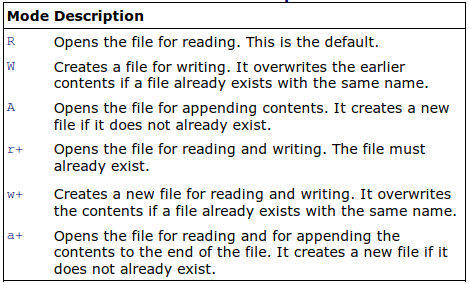 Mode Description
R Opens the file for reading. This is the default.
W Creates a file for writing. It overwrites the earlier
contents if a file already exists with the same name.
A Opens the file for appending contents. It creates a new
file if it does not already exist.
r+ Opens the file for reading and writing. The file must
already exist.
w+ Creates a new file for reading and writing. It overwrites
the contents if a file already exists with the same name.
a+ Opens the file for reading and for appending the
contents to the end of the file. It creates a new file if it
does not already exist.